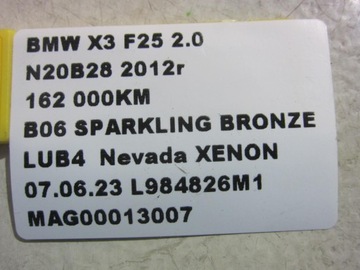 BMW X3 F25 2.0
N20B28 2012r
162 000KM
B06 SPARKLING BRONZE
LUB4 Nevada XENON
07.06.23 L984826M1
MAG00013007